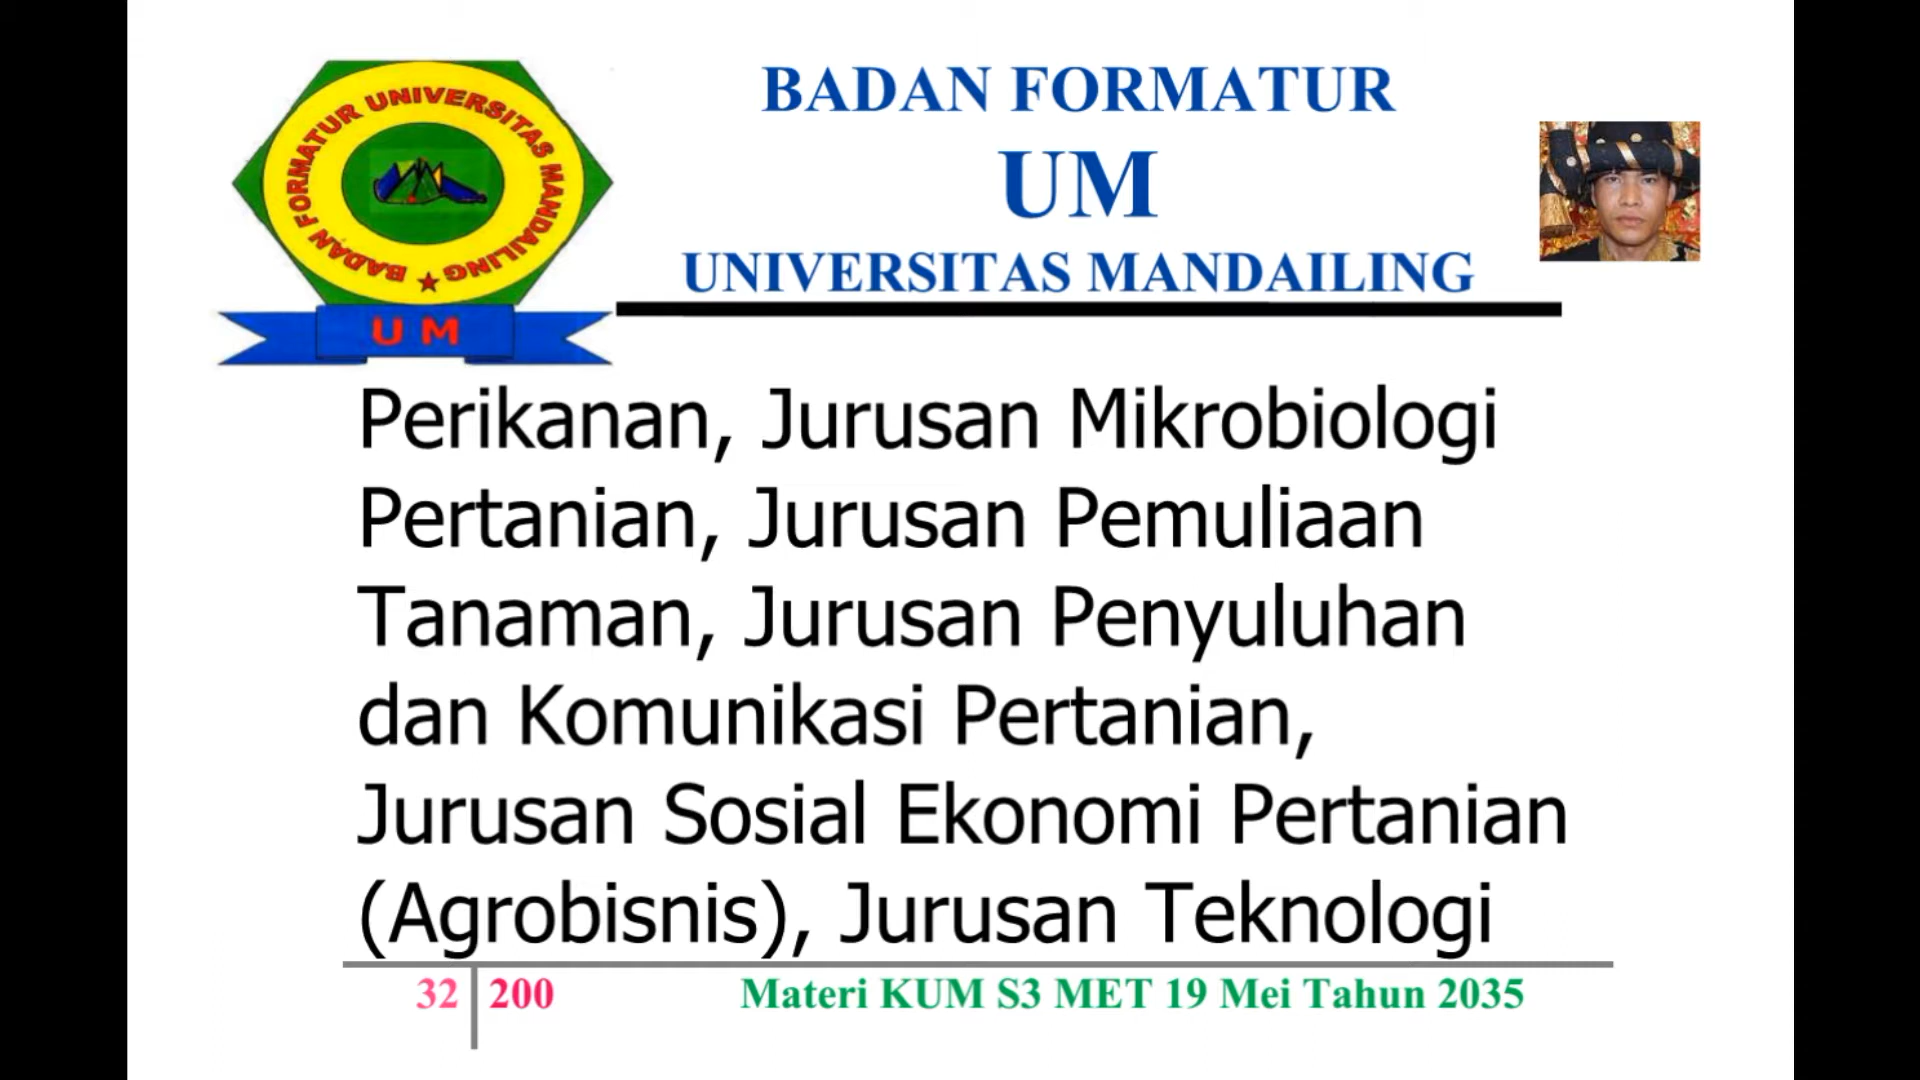 BADAN FORMATUR UNIVERSITAS MANDAILING
U M
BADAN FORMATUR
UM
UNIVERSITAS MANDAILING
Perikanan, Jurusan Mikrobiologi
Pertanian, Jurusan Pemuliaan
Tanaman, Jurusan Penyuluhan
dan Komunikasi Pertanian,
Jurusan Sosial Ekonomi Pertanian
(Agrobisnis), Jurusan Teknologi
32 200 Materi KUM S3 MET 19 Mei Tahun 2035